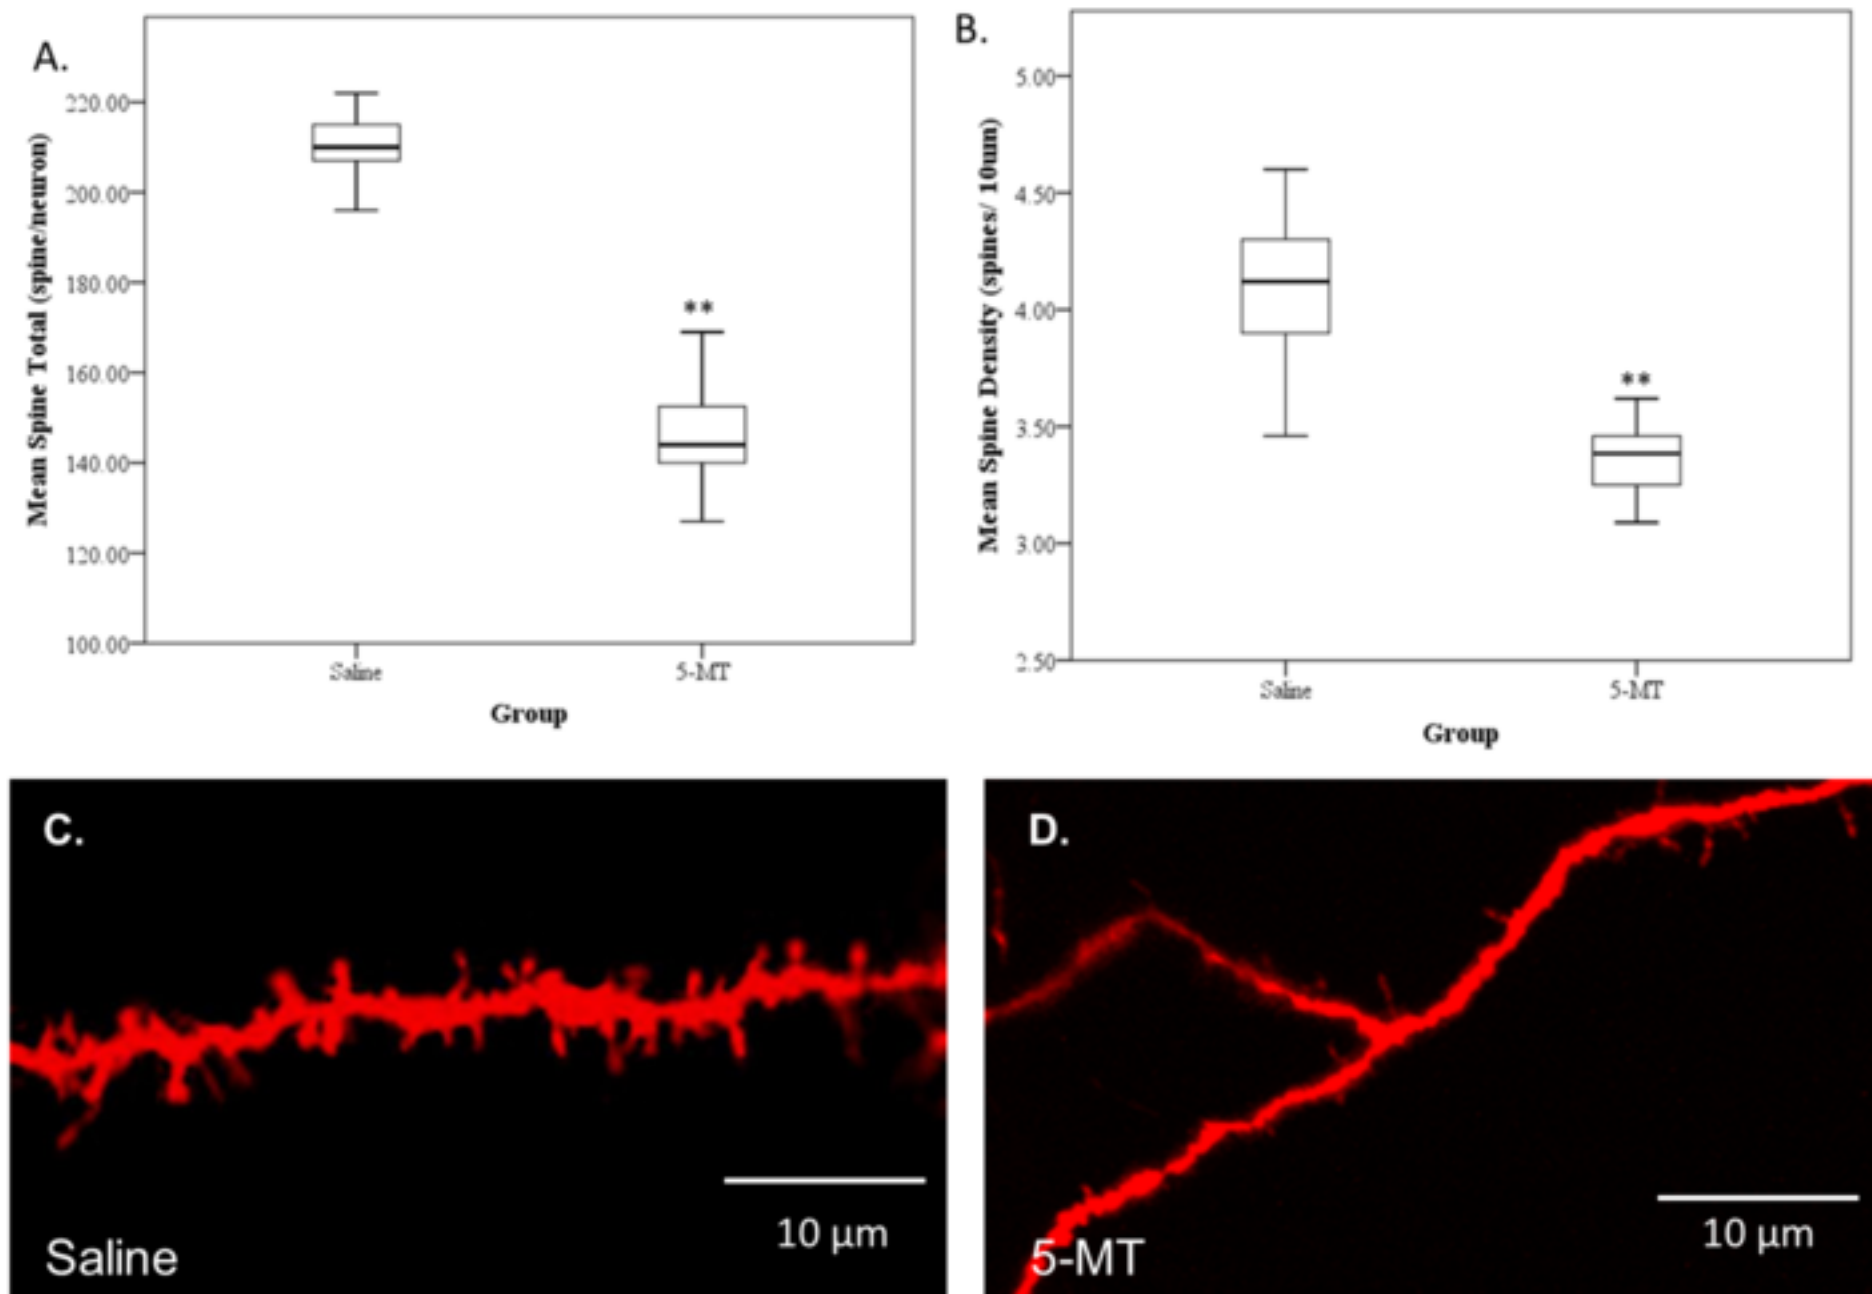 A.
Mean Spine Total (spine/neuron)
220.00
200.00
180.00
160.00
140.00
120.00
100.00
**
Saline
5-MT
Group
B.
Mean Spine Density (spines/ 10um)
5.00
4.50
4.00
3.50
3.00
2.50
**
Saline
5-MT
Group
C.
10 µm
Saline
D.
10 µm
5-MT